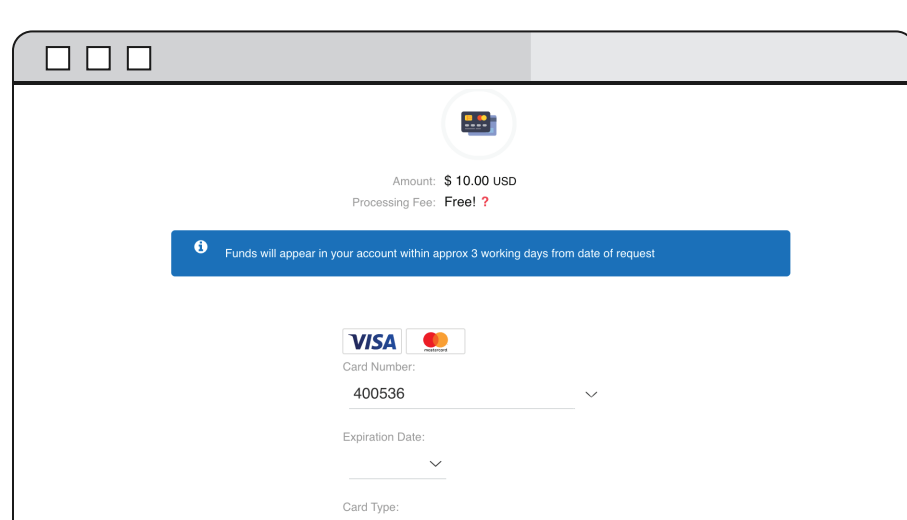 Amount: $ 10.00 USD
Processing Fee: Free! ?
Funds will appear in your account within approx 3 working days from date of request
VISA mastercard
Card Number:
400536
Expiration Date:
Card Type: